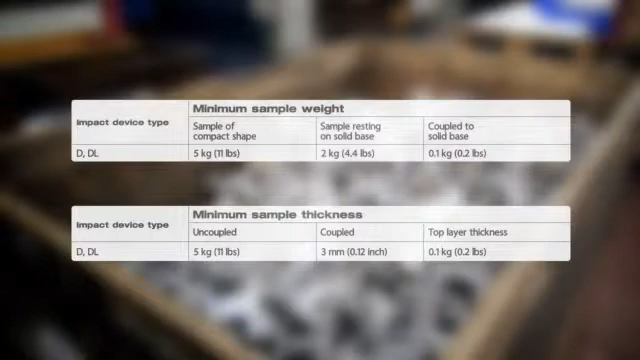 Impact device type
Minimum sample weight
Sample of
compact shape
Sample resting
on solid base
Coupled to
solid base
D, DL
5 kg (11 lbs)
2 kg (4.4 lbs)
0.1 kg (0.2 lbs)
Impact device type
Minimum sample thickness
Uncoupled
Coupled
Top layer thickness
D, DL
5 kg (11 lbs)
3 mm (0.12 inch)
0.1 kg (0.2 lbs)